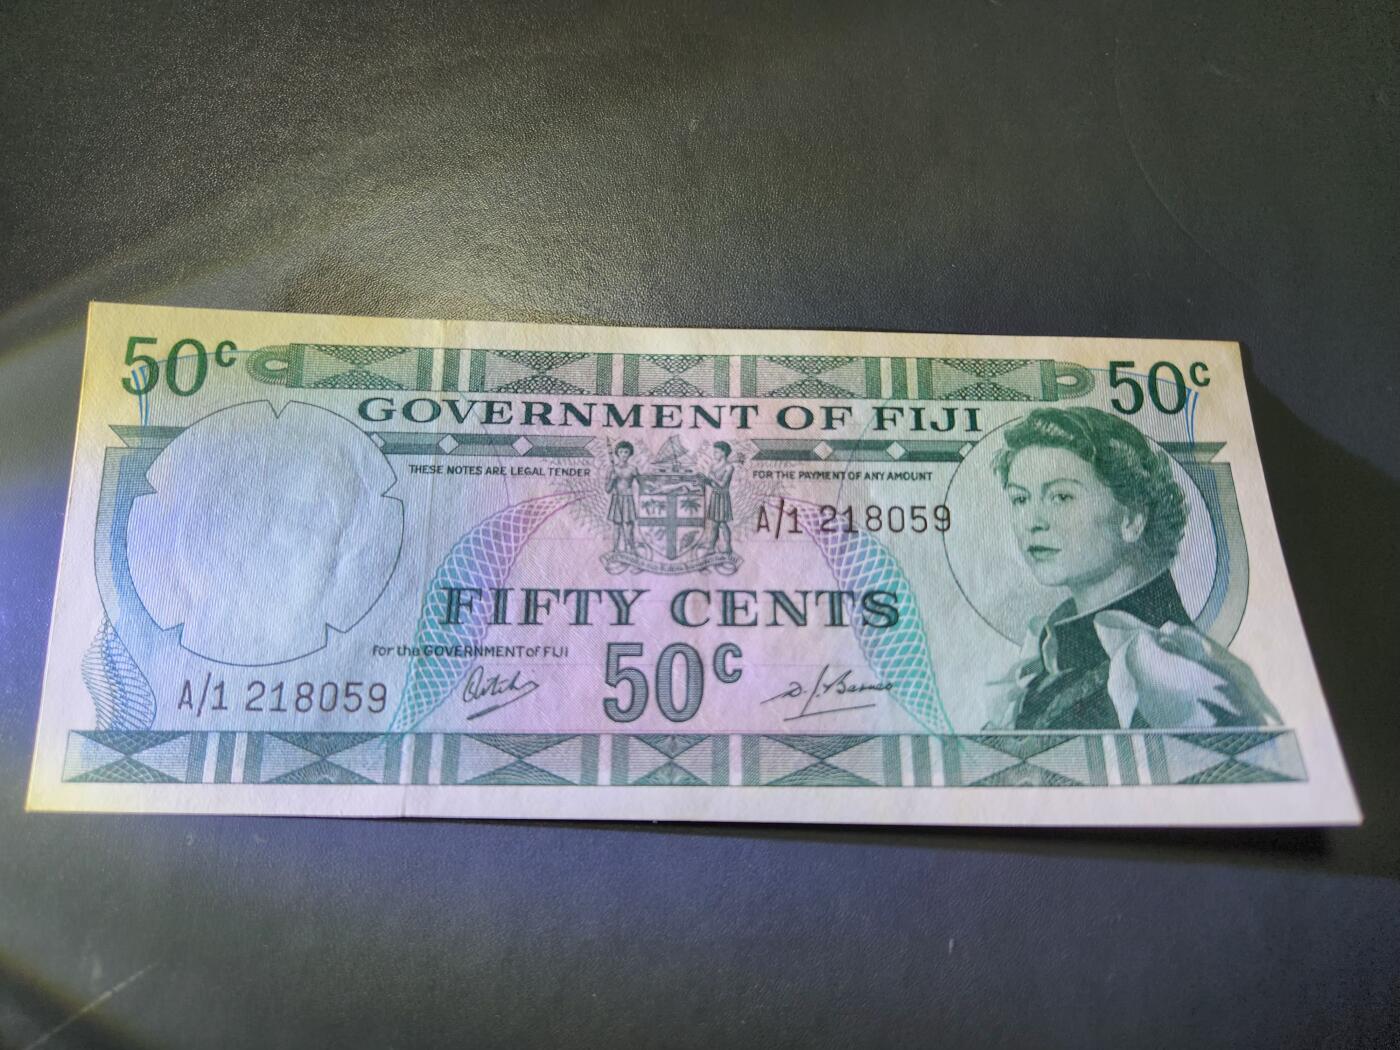 50c
50c
GOVERNMENT OF FIJI
THESE NOTES ARE LEGAL TENDER
FOR THE PAYMENT OF ANY AMOUNT
A/1 218059
FIFTY CENTS
for the GOVERNMENT of FIJI
50c
A/1 218059